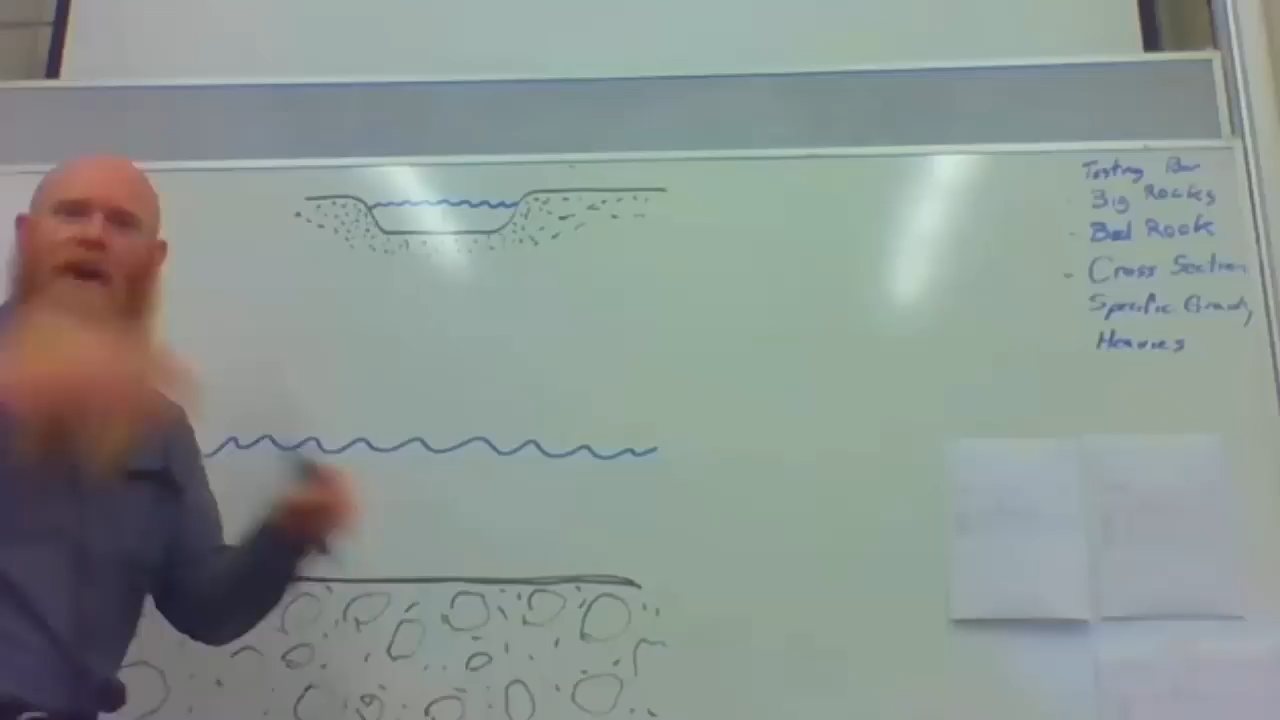 Testing Bar
Big Rocks
- Bed Rock
- Cross Section
Specific Gravity
Heavies